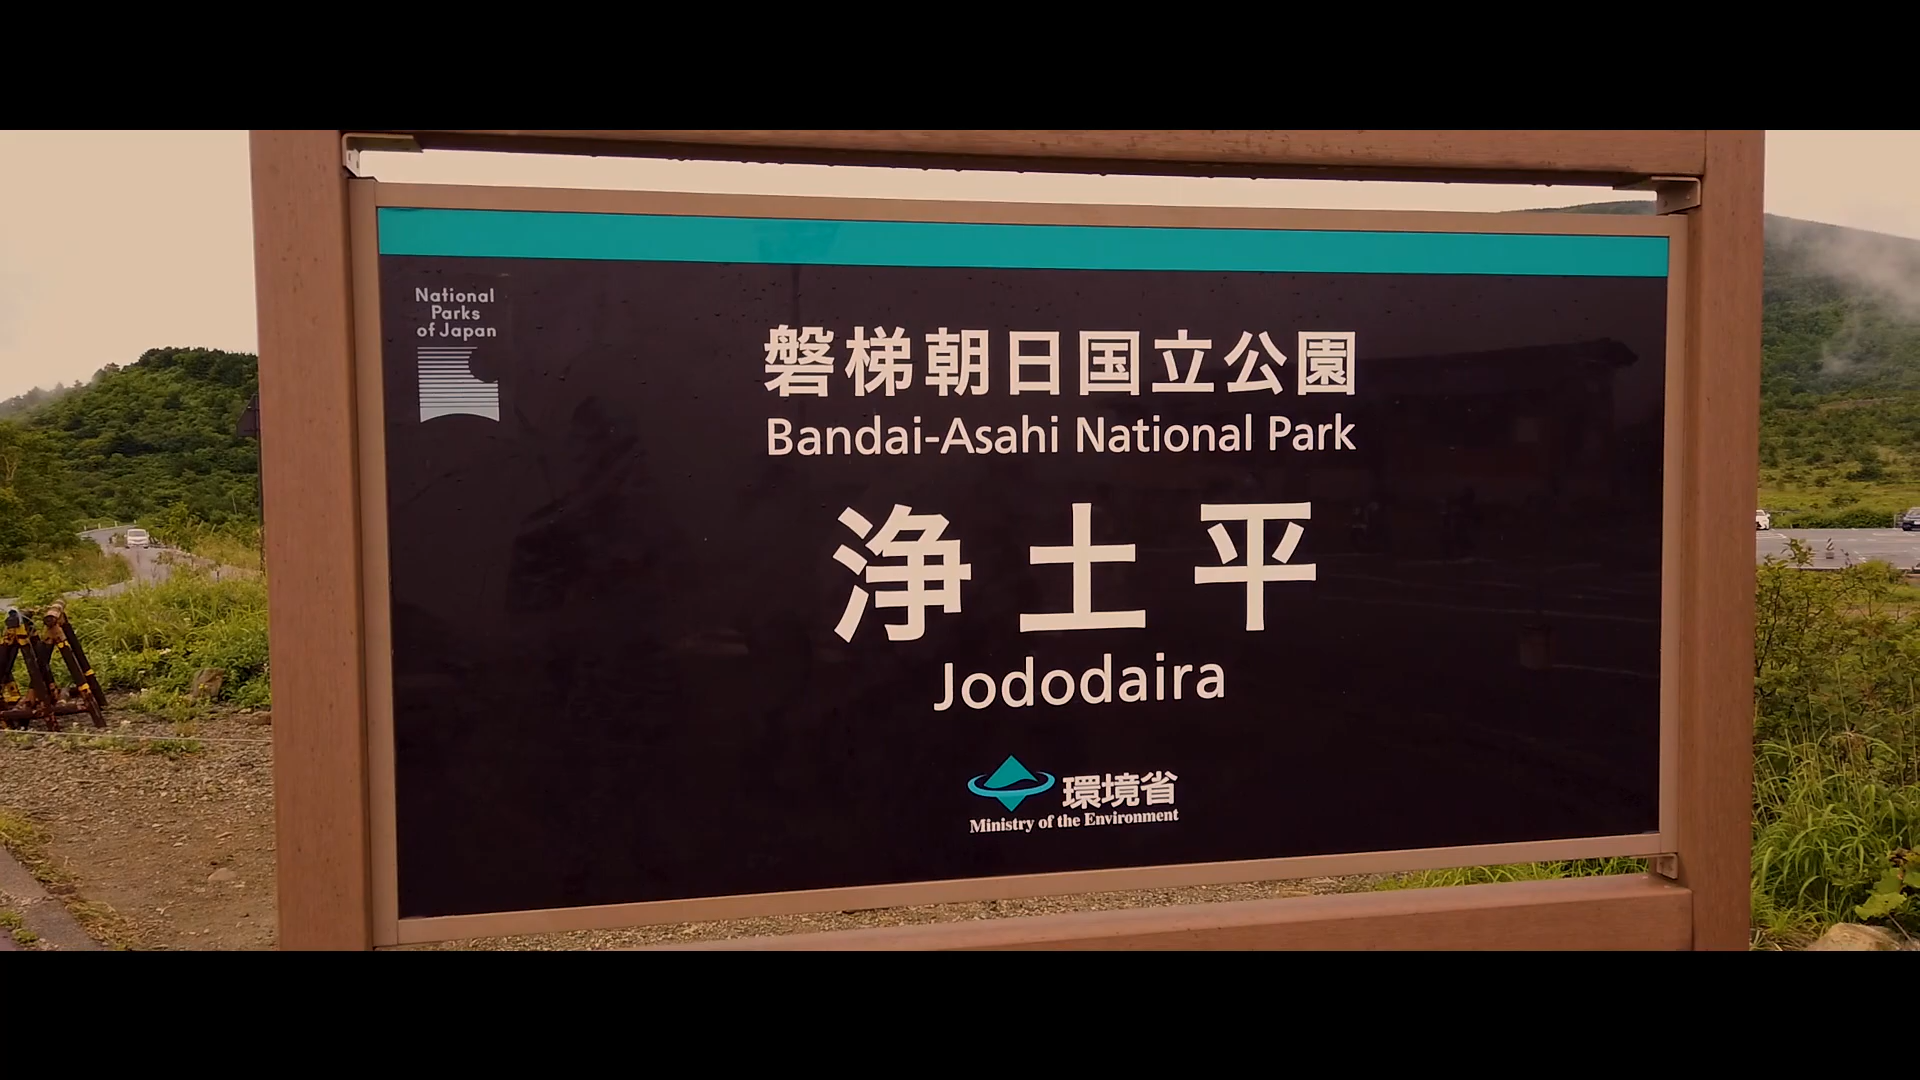 National
Parks
of Japan
磐梯朝日国立公園
Bandai-Asahi National Park
浄土平
Jododaira
環境省
Ministry of the Environment